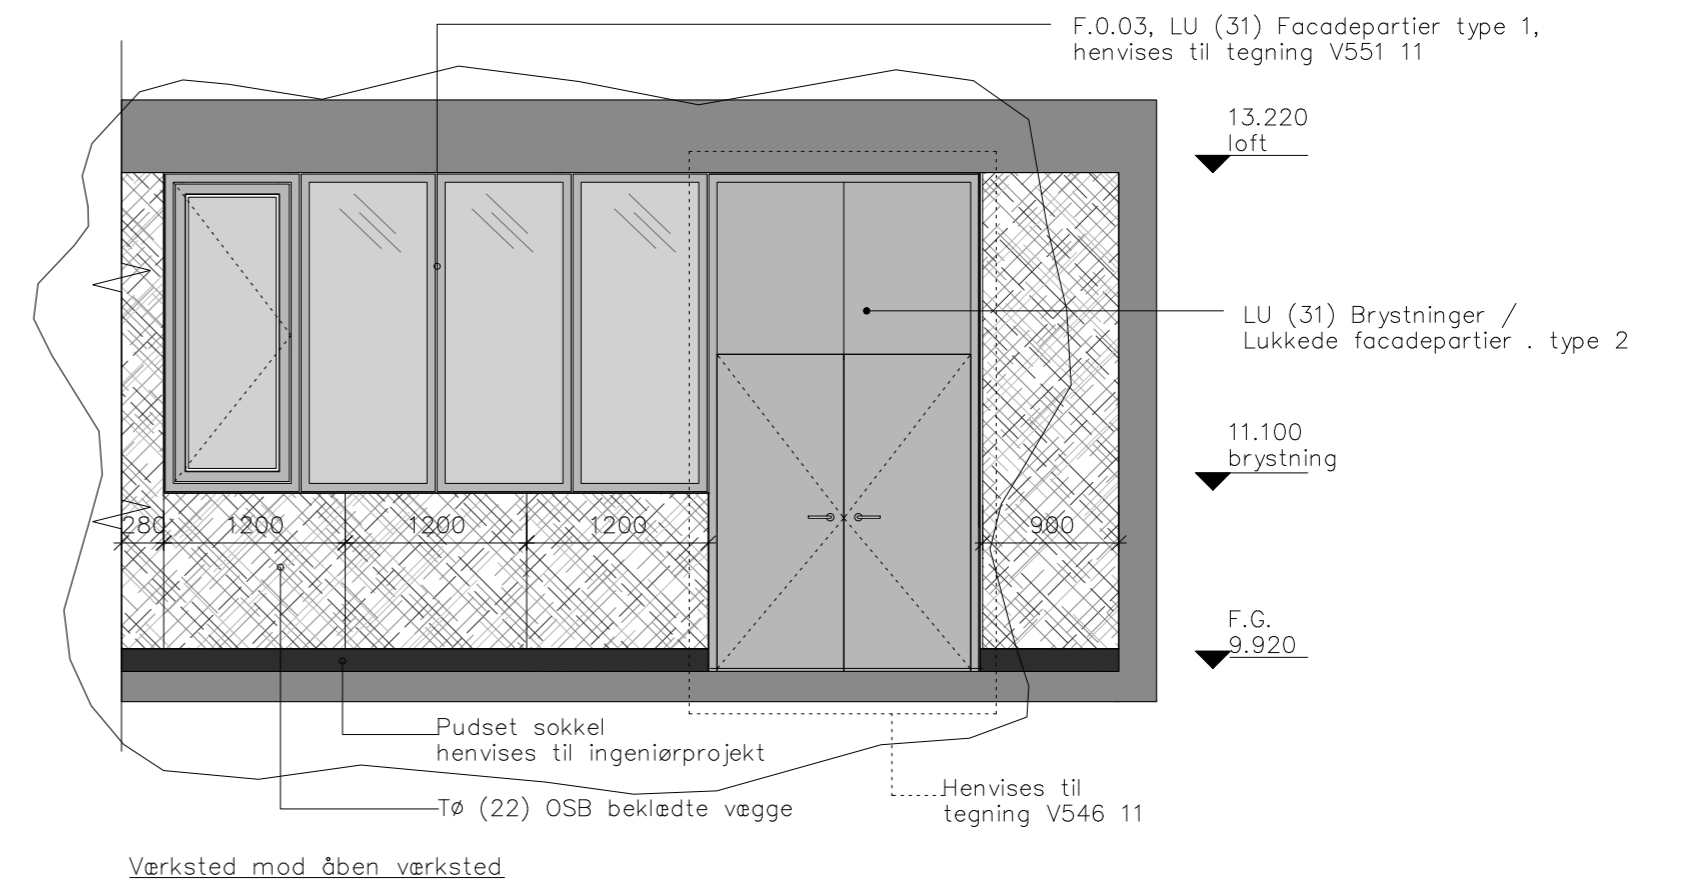 F.0.03, LU (31) Facadepartier type 1,
henvises til tegning V551 11
13.220
loft
LU (31) Brystninger /
Lukkede facadepartier . type 2
11.100
brystning
280 1200 1200 1200 900
F.G.
9.920
Pudset sokkel
henvises til ingeniørprojekt
Henvises til
tegning V546 11
TØ (22) OSB beklædte vægge
Værksted mod åben værksted